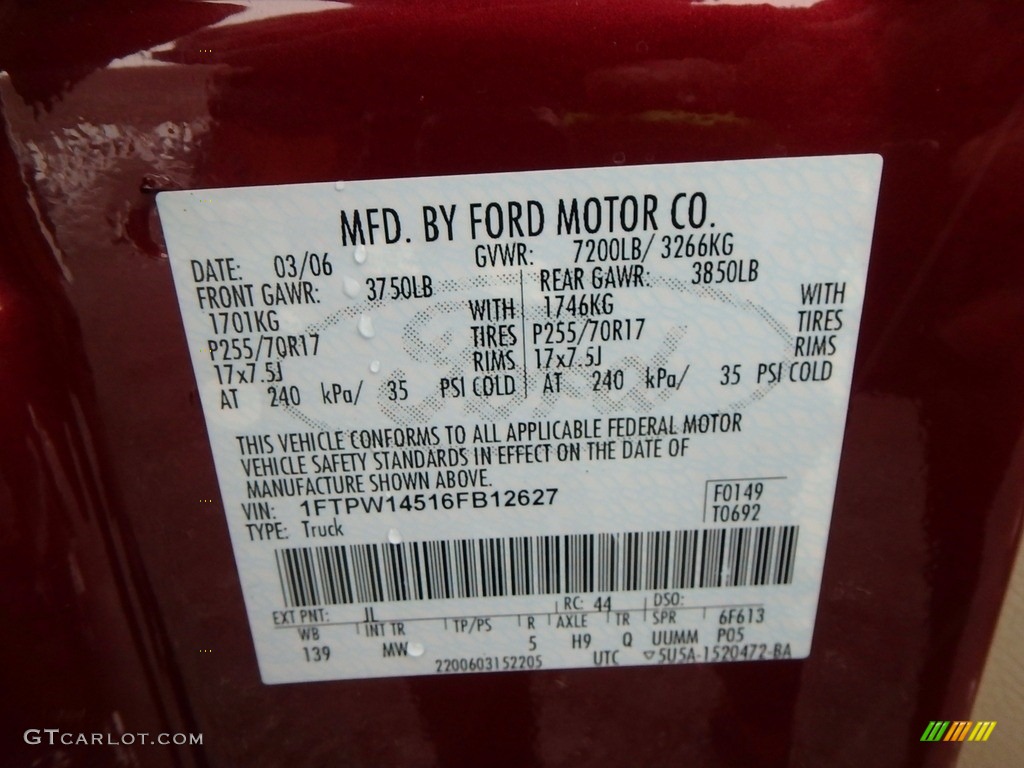 MFD. BY FORD MOTOR CO.
DATE: 03/06 GVWR: 7200LB/ 3266KG
FRONT GAWR: 3750LB REAR GAWR: 3850LB
1701KG WITH 1746KG WITH
P255/70R17 TIRES P255/70R17 TIRES
17x7.5J RIMS 17x7.5J RIMS
AT 240 kPa/ 35 PSI COLD AT 240 kPa/ 35 PSI COLD
Ford
THIS VEHICLE CONFORMS TO ALL APPLICABLE FEDERAL MOTOR
VEHICLE SAFETY STANDARDS IN EFFECT ON THE DATE OF
MANUFACTURE SHOWN ABOVE.
VIN: 1FTPW14516FB12627 F0149
TYPE: Truck T0692
EXT PNT: JL RC: 44 DSO:
WB INT TR TP/PS R AXLE TR SPR 6F613
139 MW 5 H9 Q UUMM P05
2200603152205 UTC ▽5U5A-1520472-BA
GTCARLOT.COM